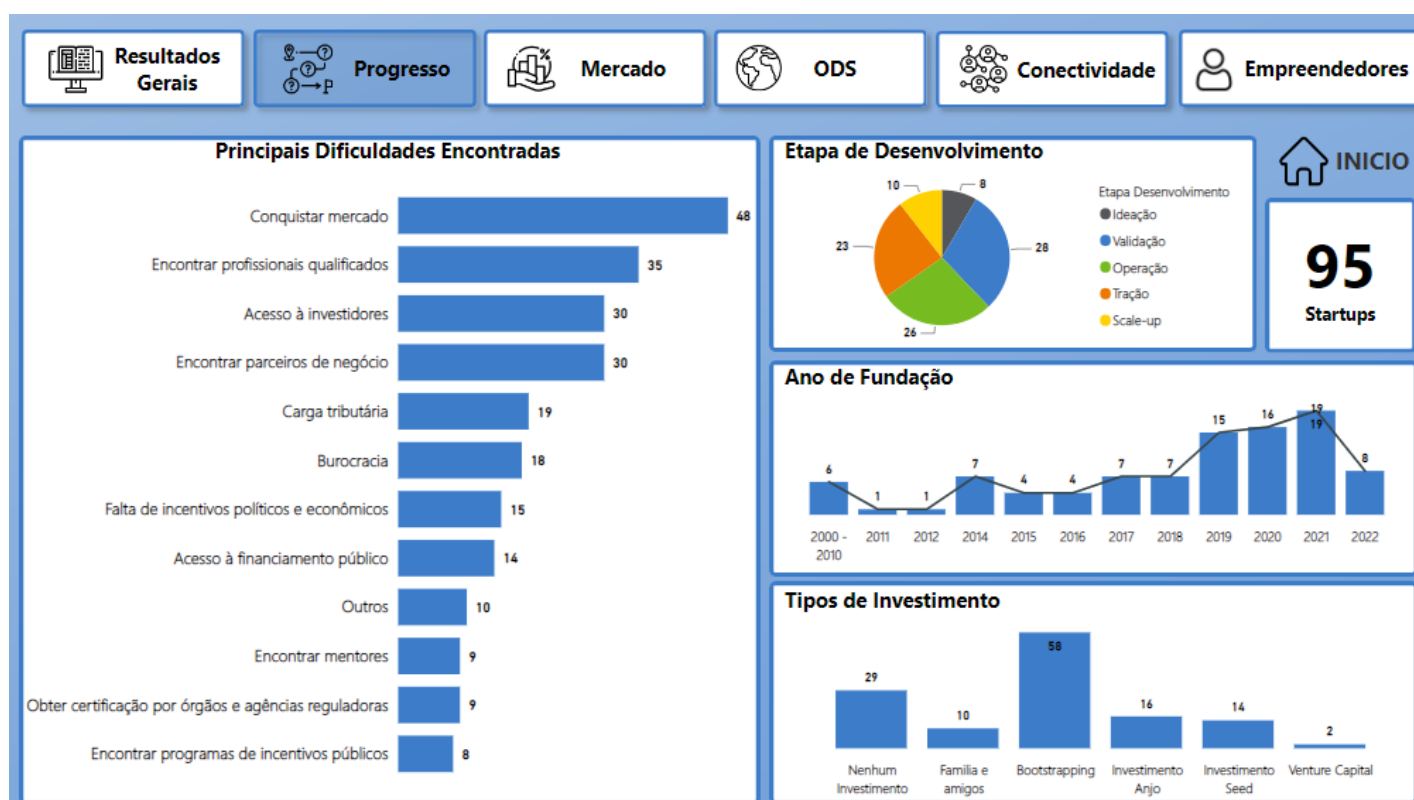 Resultados
Gerais
Progresso
Mercado
ODS
Conectividade
Empreendedores
Principais Dificuldades Encontradas
Conquistar mercado 48
Encontrar profissionais qualificados 35
Acesso à investidores 30
Encontrar parceiros de negócio 30
Carga tributária 19
Burocracia 18
Falta de incentivos políticos e econômicos 15
Acesso à financiamento público 14
Outros 10
Encontrar mentores 9
Obter certificação por órgãos e agências reguladoras 9
Encontrar programas de incentivos públicos 8
Etapa de Desenvolvimento
10 8
23 28
26
Etapa Desenvolvimento
Ideação
Validação
Operação
Tração
Scale-up
INICIO
95
Startups
Ano de Fundação
6 1 1 7 4 4 7 7 15 16 19 8
19
2000 - 2011 2012 2014 2015 2016 2017 2018 2019 2020 2021 2022
2010
Tipos de Investimento
29 10 58 16 14 2
Nenhum Familia e Bootstrapping Investimento Investimento Venture Capital
Investimento amigos Anjo Seed